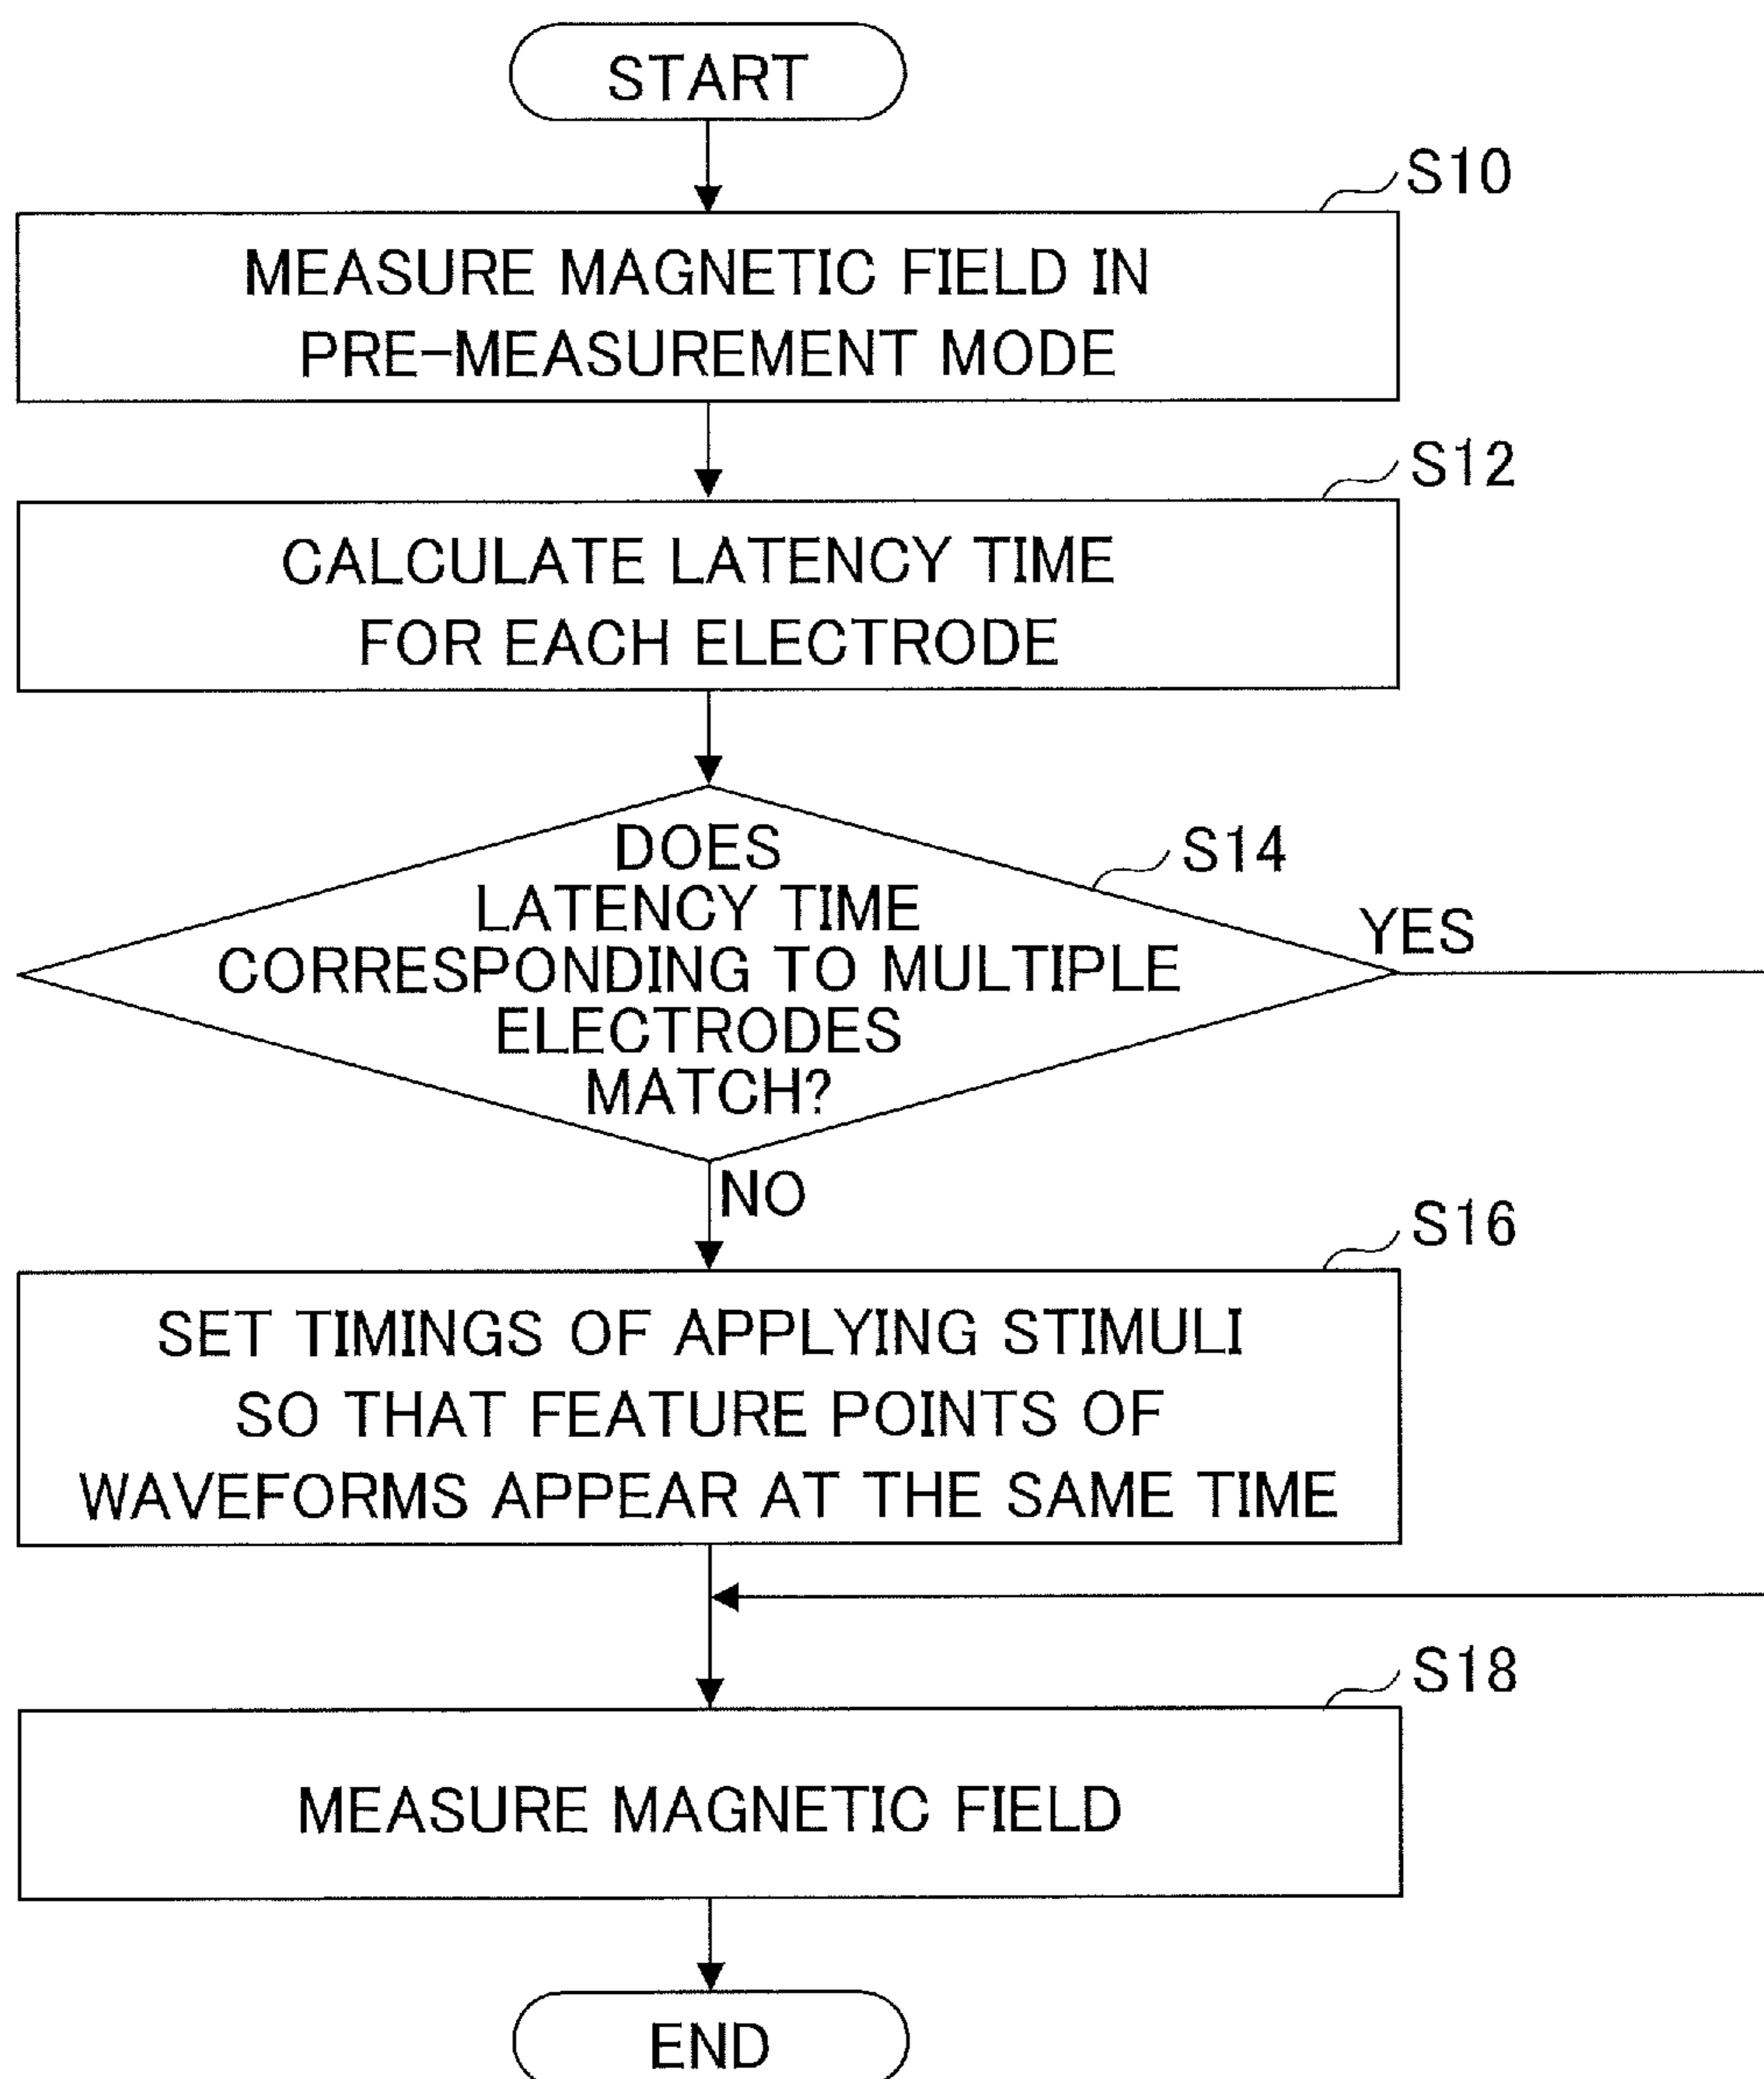 START
S10
MEASURE MAGNETIC FIELD IN
PRE-MEASUREMENT MODE
S12
CALCULATE LATENCY TIME
FOR EACH ELECTRODE
S14
DOES
LATENCY TIME
CORRESPONDING TO MULTIPLE
ELECTRODES
MATCH?
YES
NO
S16
SET TIMINGS OF APPLYING STIMULI
SO THAT FEATURE POINTS OF
WAVEFORMS APPEAR AT THE SAME TIME
S18
MEASURE MAGNETIC FIELD
END